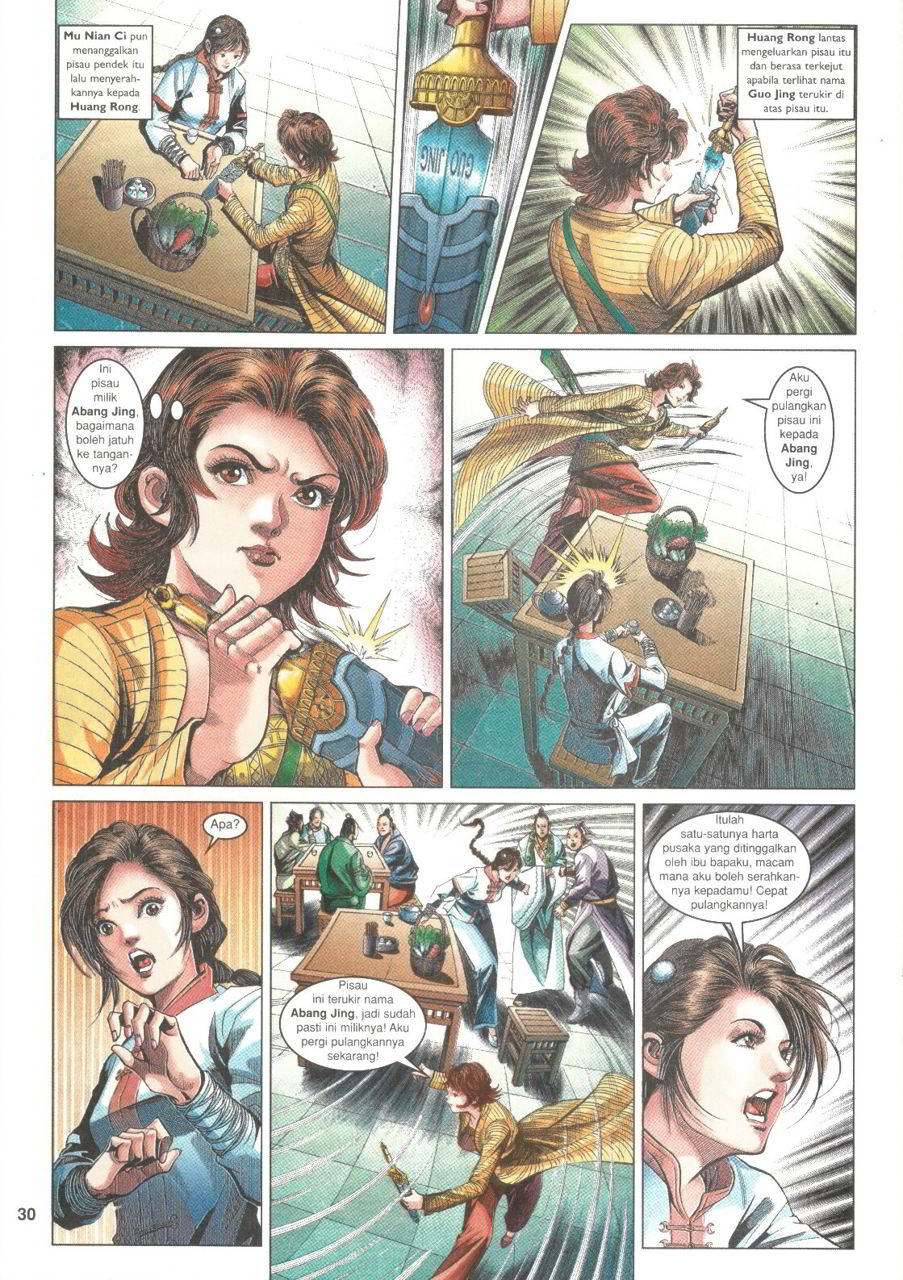 Mu Nian Ci pun
menanggalkan
pisau pendek itu
lalu menyerah-
kannya kepada
Huang Rong.
GUO JING
Huang Rong lantas
mengeluarkan pisau itu
dan berasa terkejut
apabila terlihat nama
Guo Jing terukir di
atas pisau itu.
Ini
pisau
milik
Abang Jing,
bagaimana
boleh jatuh
ke tangan-
nya?
Aku
pergi
pulangkan
pisau ini
kepada
Abang
Jing,
ya!
Apa?
Pisau
ini terukir nama
Abang Jing, jadi sudah
pasti ini miliknya! Aku
pergi pulangkannya
sekarang!
Itulah
satu-satunya harta
pusaka yang ditinggalkan
oleh ibu bapaku, macam
mana aku boleh serahkan-
nya kepadamu! Cepat
pulangkannya!
30